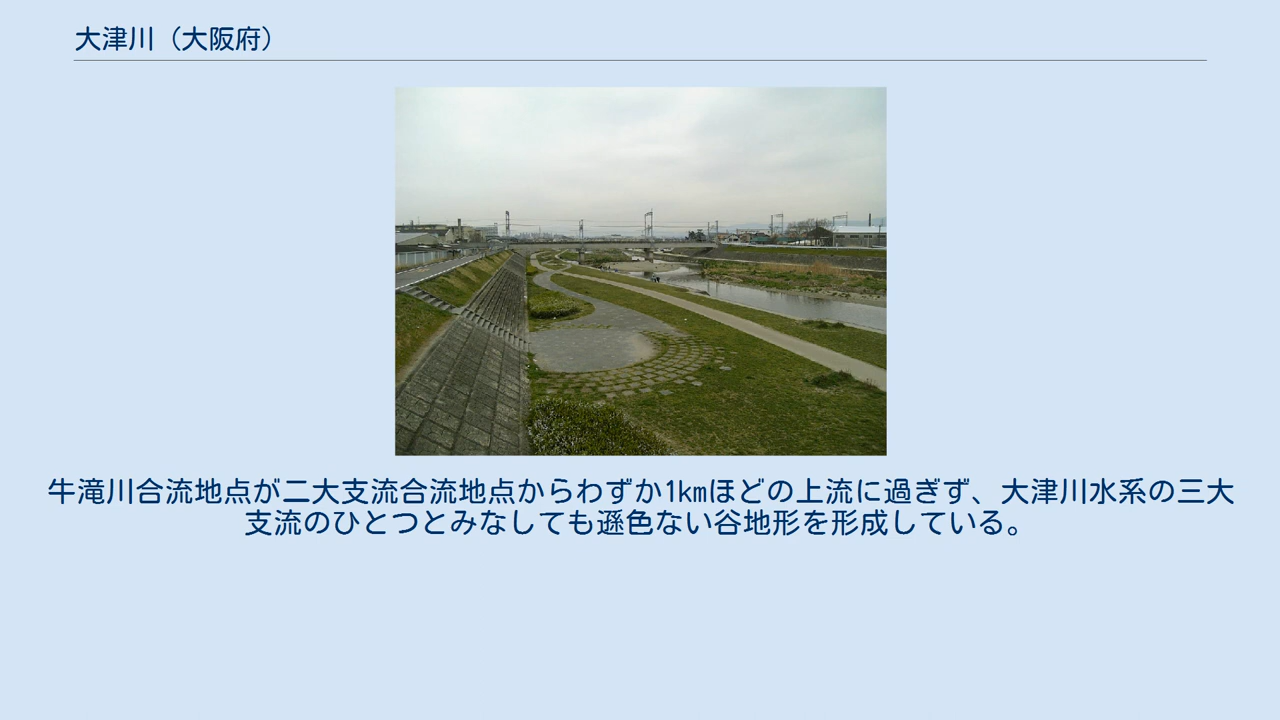 大津川（大阪府）
牛滝川合流地点が二大支流合流地点からわずか1kmほどの上流に過ぎず、大津川水系の三大
支流のひとつとみなしても遜色ない谷地形を形成している。